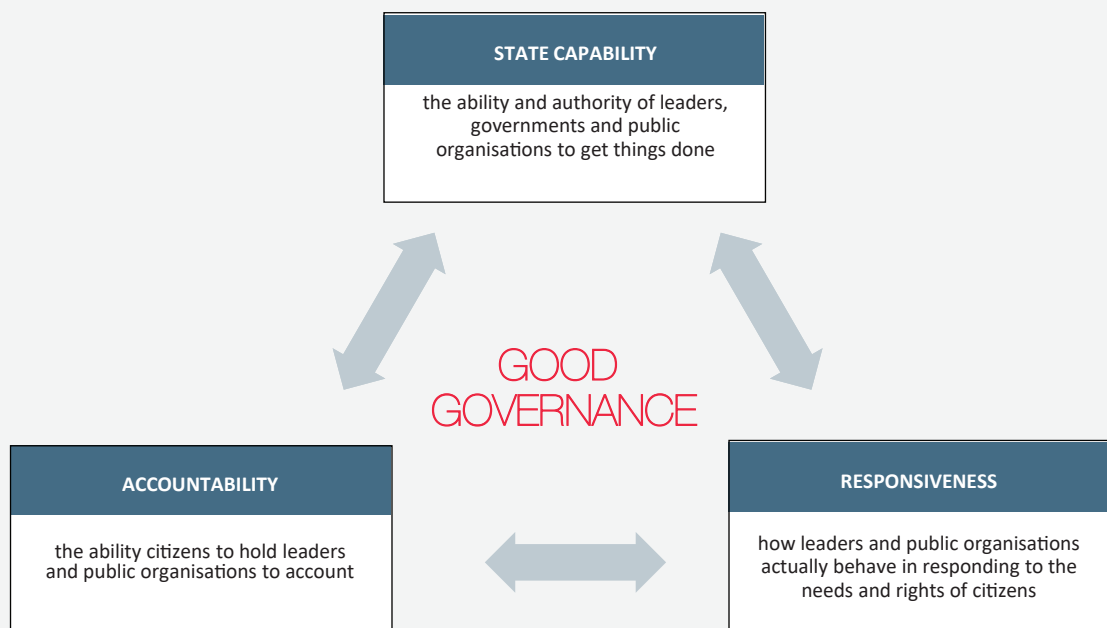 STATE CAPABILITY
the ability and authority of leaders,
governments and public
organisations to get things done
GOOD
GOVERNANCE
ACCOUNTABILITY
the ability citizens to hold leaders
and public organisations to account
RESPONSIVENESS
how leaders and public organisations
actually behave in responding to the
needs and rights of citizens